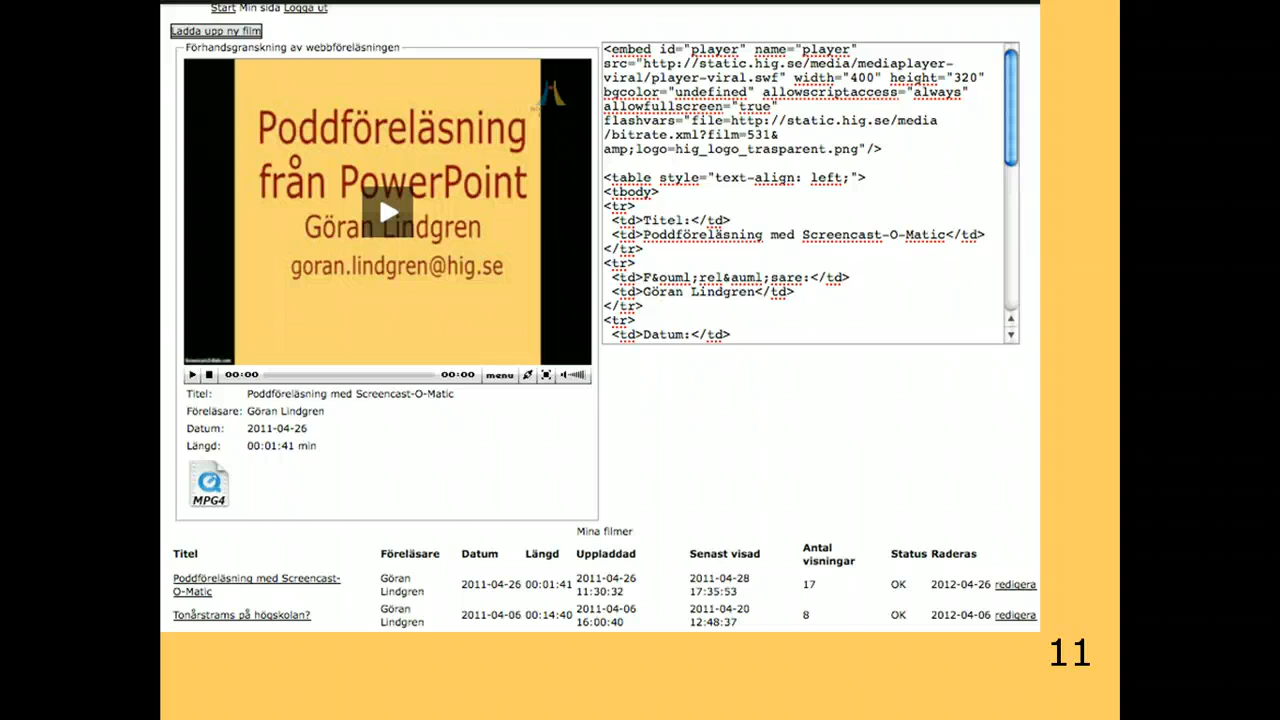 Start Min sida Logga ut
Ladda upp ny film
Förhandsgranskning av webbföreläsningen
Poddföreläsning
från PowerPoint
Göran Lindgren
goran.lindgren@hig.se
00:00 00:00 menu
Titel: Poddföreläsning med Screencast-O-Matic
Föreläsare: Göran Lindgren
Datum: 2011-04-26
Längd: 00:01:41 min
MPG4
<embed id="player" name="player"
src="http://static.hig.se/media/mediaplayer-
viral/player-viral.swf" width="400" height="320"
bgcolor="undefined" allowscriptaccess="always"
allowfullscreen="true"
flashvars="file=http://static.hig.se/media
/bitrate.xml?film=531&
amp;logo=hig_logo_trasparent.png"/>
<table style="text-align: left;">
<tbody>
<tr>
<td>Titel:</td>
<td>Poddföreläsning med Screencast-O-Matic</td>
</tr>
<tr>
<td>F&ouml;rel&auml;sare:</td>
<td>Göran Lindgren</td>
</tr>
<tr>
<td>Datum:</td>
Mina filmer
Titel Föreläsare Datum Längd Uppladdad Senast visad Antal visningar Status Raderas
Poddföreläsning med Screencast- Göran 2011-04-26 00:01:41 2011-04-26 2011-04-28 17 OK 2012-04-26 redigera
O-Matic Lindgren 11:30:32 17:35:53
Tonårstrams på högskolan? Göran 2011-04-06 00:14:40 2011-04-06 2011-04-20 8 OK 2012-04-06 redigera
Lindgren 16:00:40 12:48:37
11